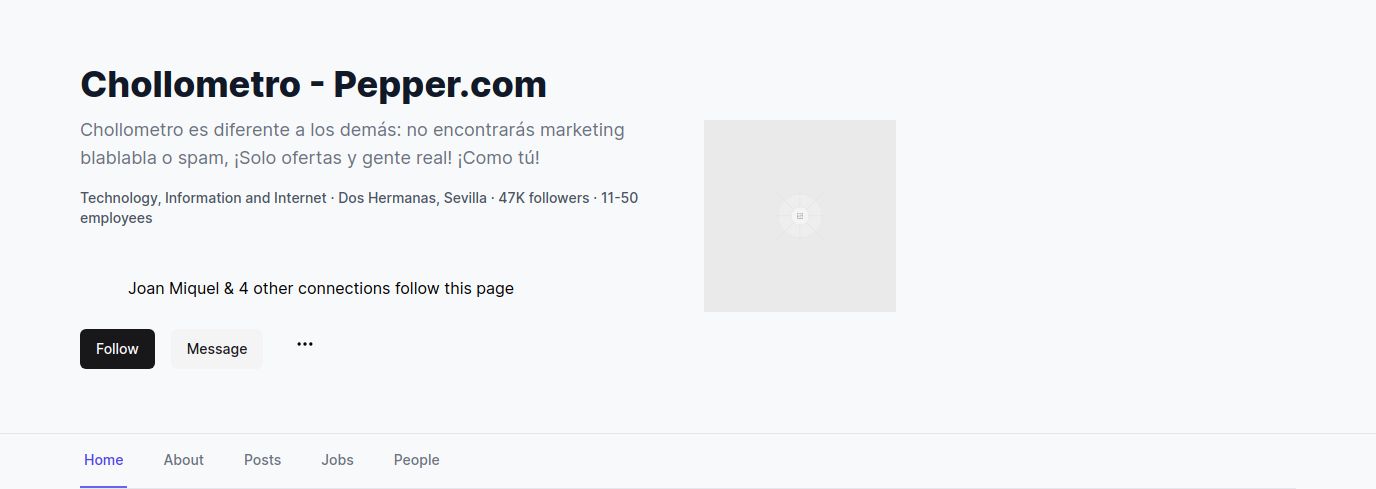 Chollometro - Pepper.com
Chollometro es diferente a los demás: no encontrarás marketing
blablabla o spam, ¡Solo ofertas y gente real! ¡Como tú!
Technology, Information and Internet · Dos Hermanas, Sevilla · 47K followers · 11-50
employees
Joan Miquel & 4 other connections follow this page
Follow Message •••
Home About Posts Jobs People